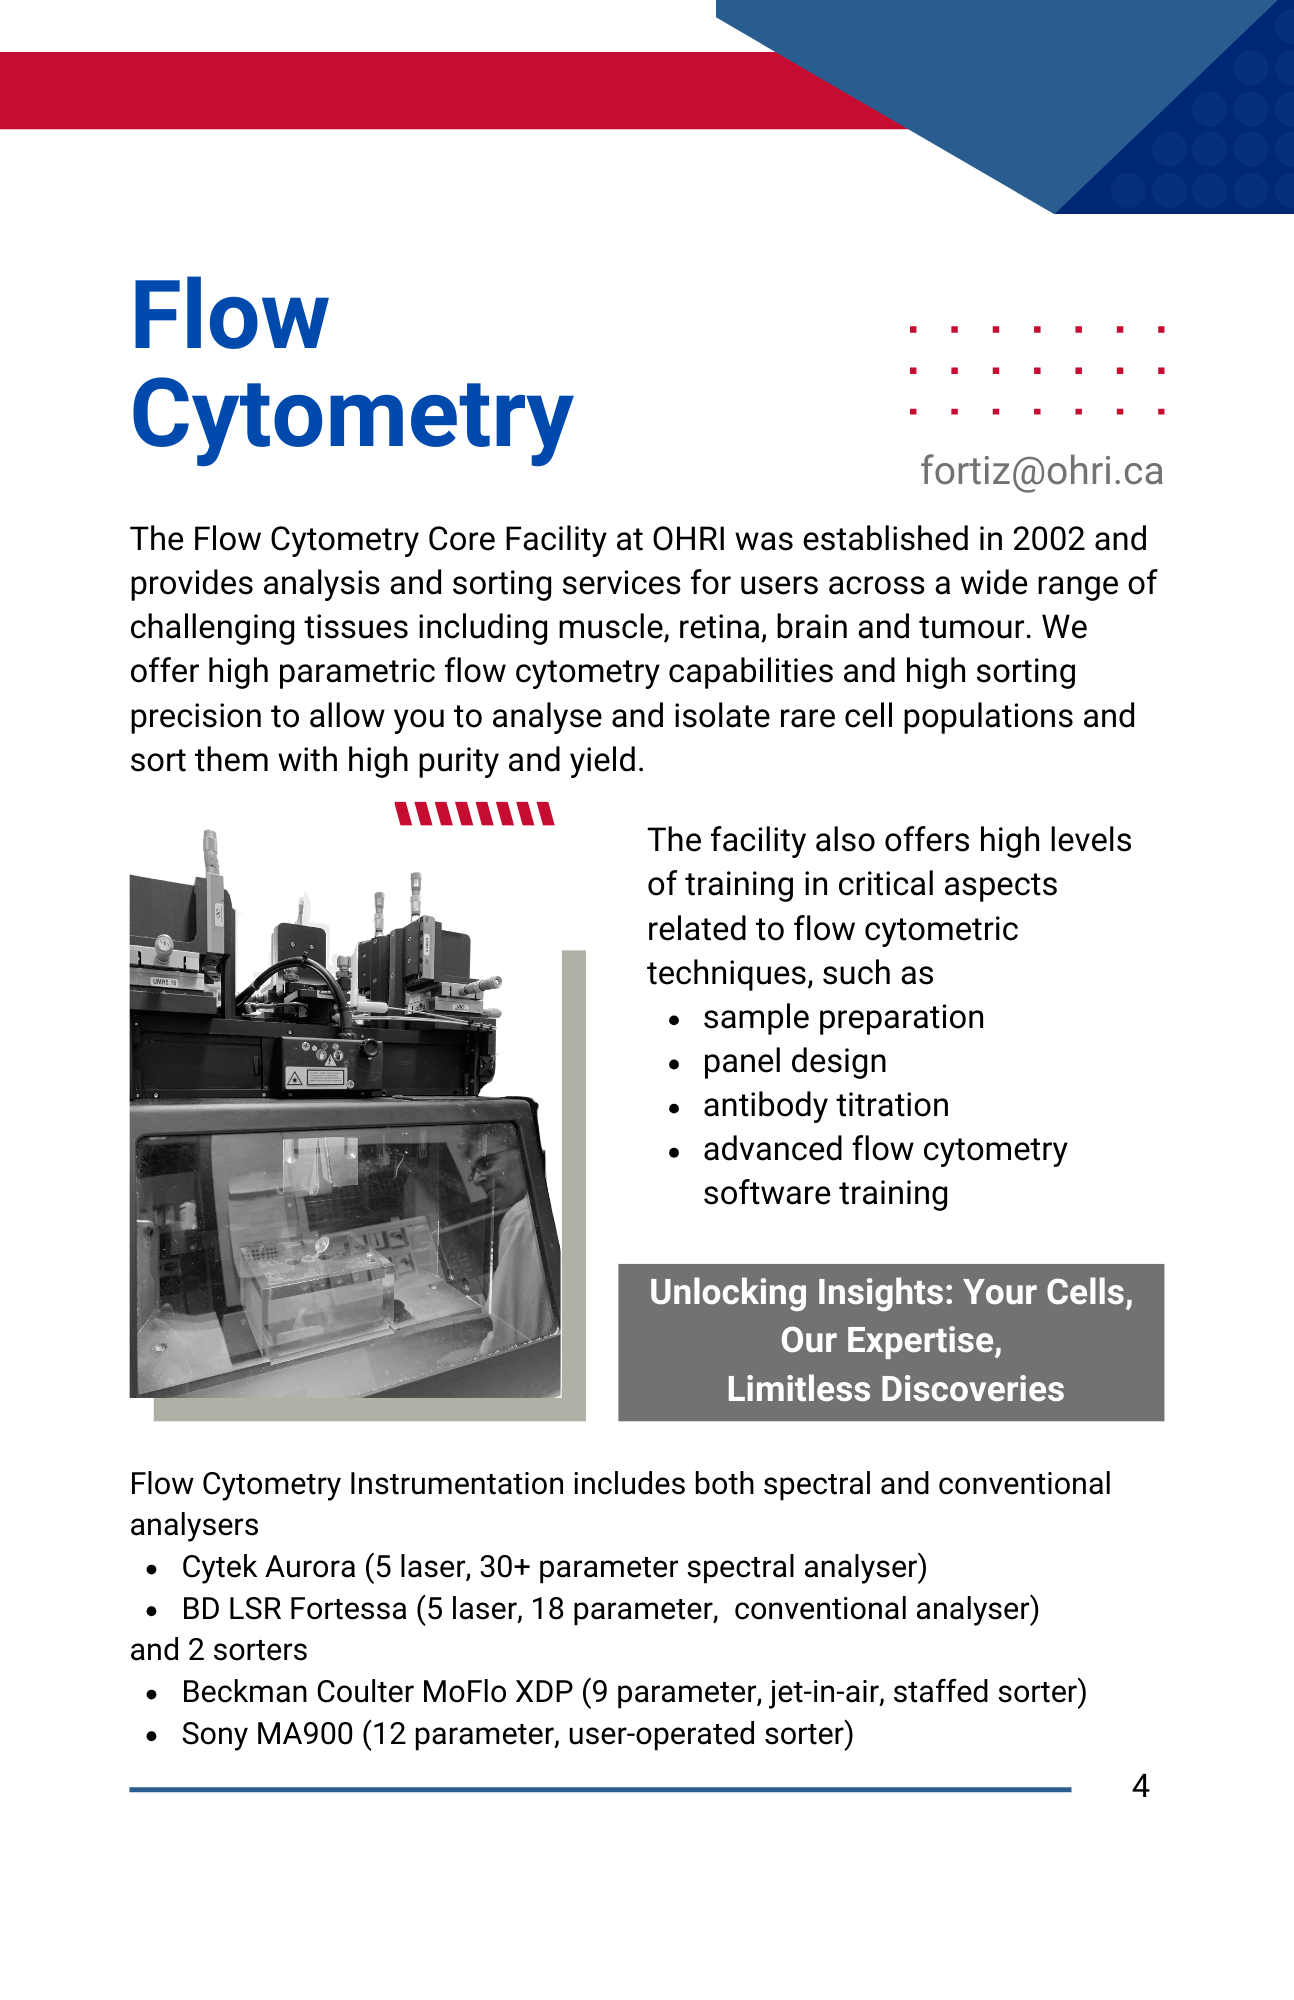 Flow
Cytometry
fortiz@ohri.ca
The Flow Cytometry Core Facility at OHRI was established in 2002 and
provides analysis and sorting services for users across a wide range of
challenging tissues including muscle, retina, brain and tumour. We
offer high parametric flow cytometry capabilities and high sorting
precision to allow you to analyse and isolate rare cell populations and
sort them with high purity and yield.
The facility also offers high levels
of training in critical aspects
related to flow cytometric
techniques, such as
• sample preparation
• panel design
• antibody titration
• advanced flow cytometry
software training
Unlocking Insights: Your Cells,
Our Expertise,
Limitless Discoveries
Flow Cytometry Instrumentation includes both spectral and conventional
analysers
• Cytek Aurora (5 laser, 30+ parameter spectral analyser)
• BD LSR Fortessa (5 laser, 18 parameter,  conventional analyser)
and 2 sorters
• Beckman Coulter MoFlo XDP (9 parameter, jet-in-air, staffed sorter)
• Sony MA900 (12 parameter, user-operated sorter)
4